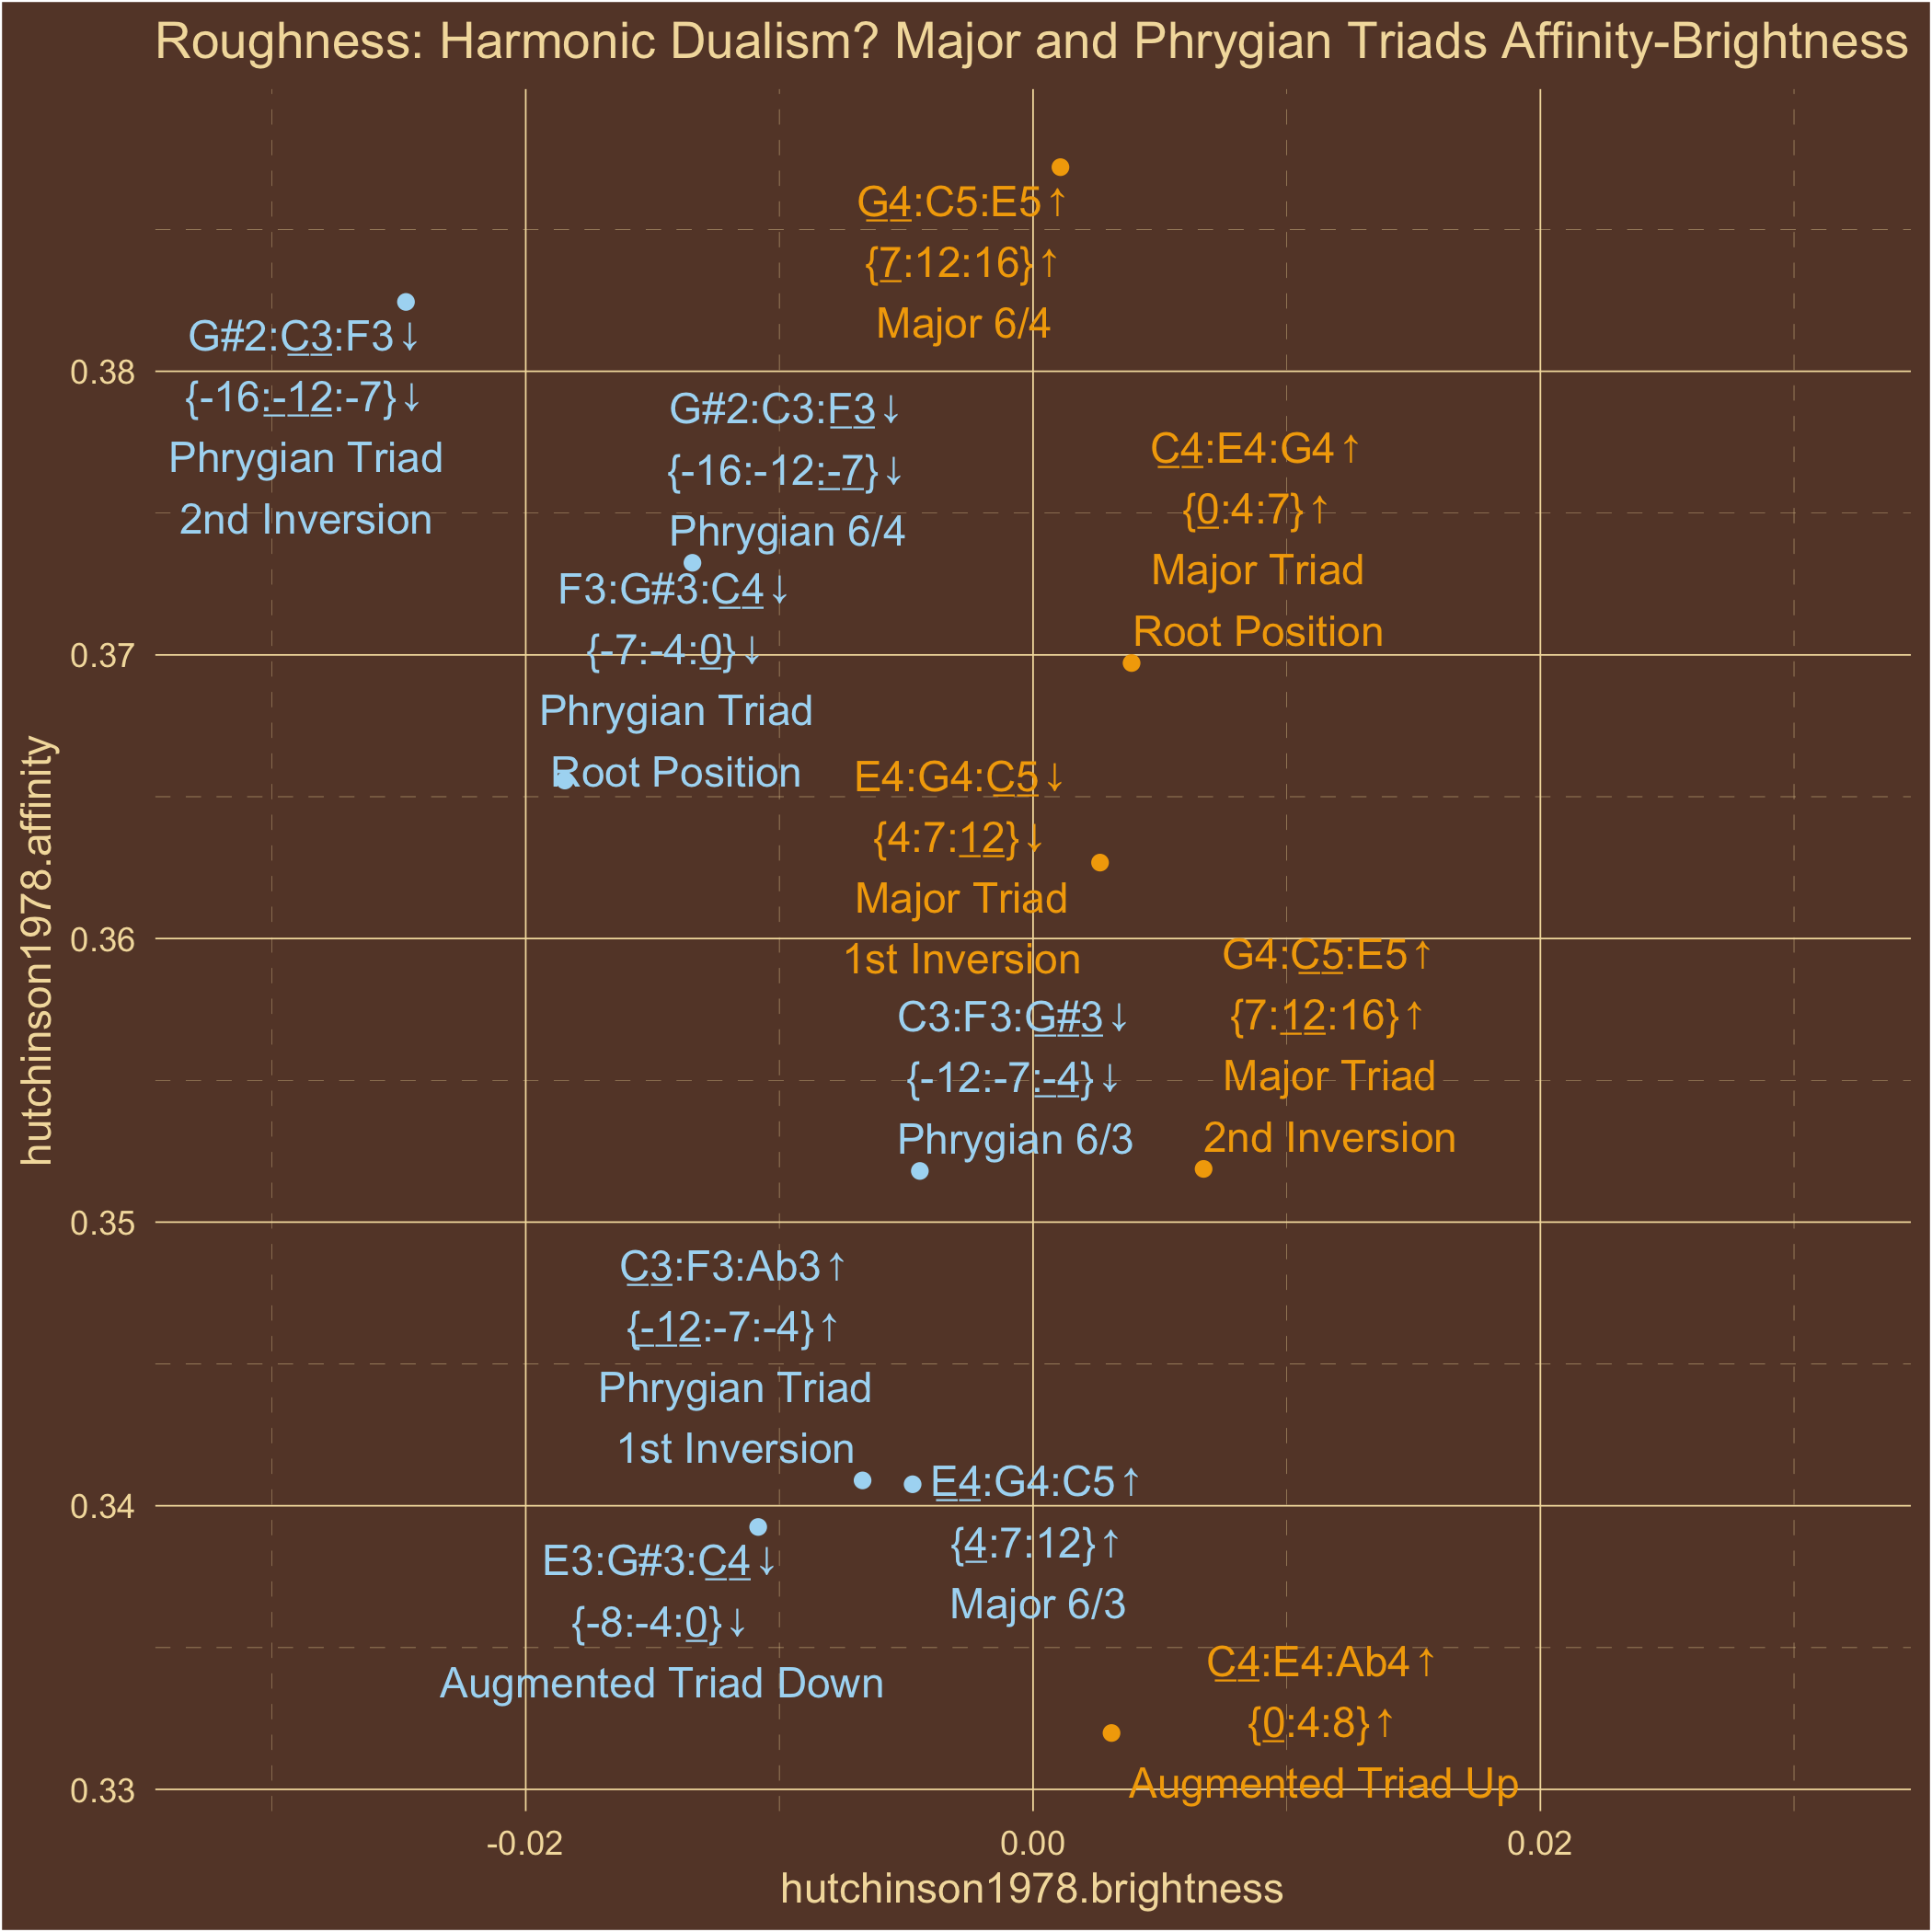 Roughness: Harmonic Dualism? Major and Phrygian Triads Affinity-Brightness
hutchinson1978.affinity
0.38
0.37
0.36
0.35
0.34
0.33
G4:C5:E5↑
{7:12:16}↑
Major 6/4
G#2:C3:F3↓
{-16:-12:-7}↓
Phrygian Triad
2nd Inversion
G#2:C3:F3↓
{-16:-12:-7}↓
Phrygian 6/4
C4:E4:G4↑
{0:4:7}↑
Major Triad
Root Position
F3:G#3:C4↓
{-7:-4:0}↓
Phrygian Triad
Root Position
E4:G4:C5↓
{4:7:12}↓
Major Triad
1st Inversion
G4:C5:E5↑
{7:12:16}↑
Major Triad
2nd Inversion
C3:F3:G#3↓
{-12:-7:-4}↓
Phrygian 6/3
C3:F3:Ab3↑
{-12:-7:-4}↑
Phrygian Triad
1st Inversion
E4:G4:C5↑
{4:7:12}↑
Major 6/3
E3:G#3:C4↓
{-8:-4:0}↓
Augmented Triad Down
C4:E4:Ab4↑
{0:4:8}↑
Augmented Triad Up
-0.02
0.00
0.02
hutchinson1978.brightness